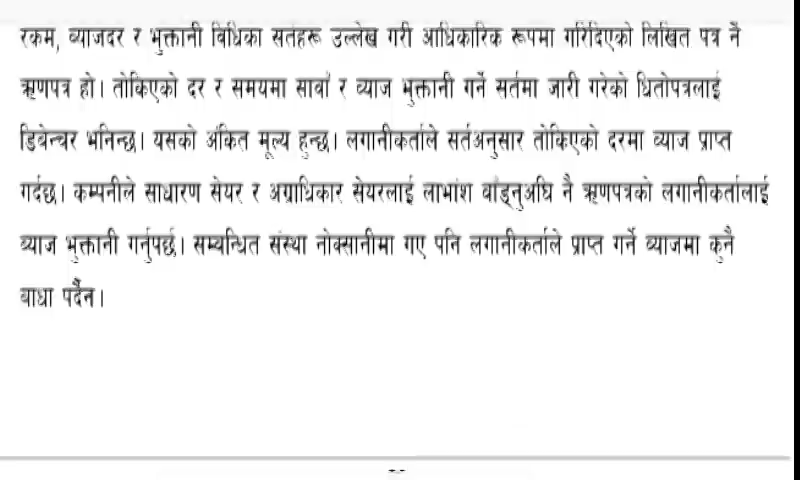 रकम, ब्याजदर र भुक्तानी विधिका सर्तहरू उल्लेख गरी आधिकारिक रूपमा गरिदिएको लिखित पत्र नै
ऋणपत्र हो। तोकिएको दर र समयमा सावाँ र व्याज भुक्तानी गर्ने सर्तमा जारी गरेको धितोपत्रलाई
डिबेन्चर भनिन्छ। यसको अंकित मूल्य हुन्छ। लगानीकर्ताले सर्तअनुसार तोकिएको दरमा व्याज प्राप्त
गर्दछ। कम्पनीले साधारण सेयर र अग्राधिकार सेयरलाई लाभांश बाँड्नुअघि नै ऋणपत्रको लगानीकर्तालाई
व्याज भुक्तानी गर्नुपर्छ। सम्बन्धित संस्था नोक्सानीमा गए पनि लगानीकर्ताले प्राप्त गर्ने व्याजमा कुनै
बाधा पर्दैन।